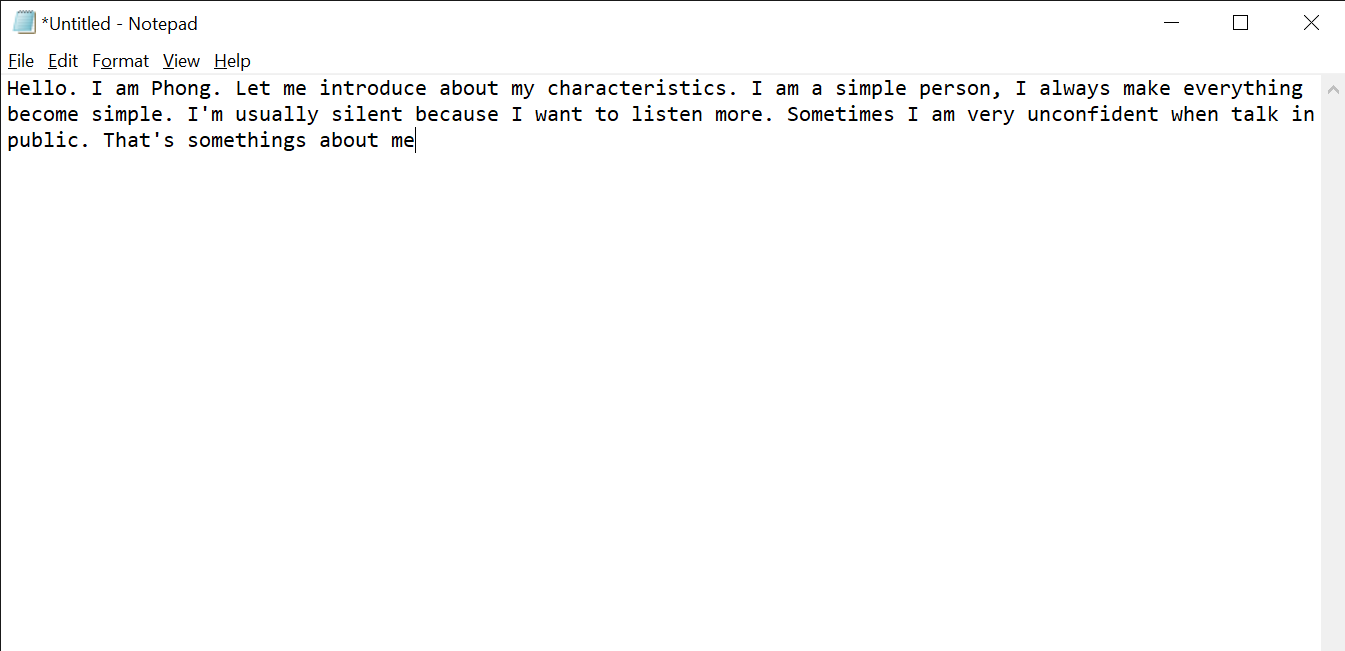 *Untitled - Notepad
File Edit Format View Help
Hello. I am Phong. Let me introduce about my characteristics. I am a simple person, I always make everything
become simple. I'm usually silent because I want to listen more. Sometimes I am very unconfident when talk in
public. That's somethings about me